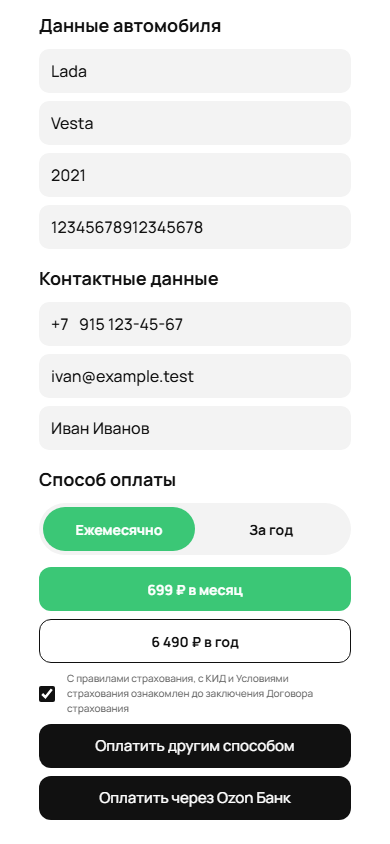 Данные автомобиля
Lada
Vesta
2021
12345678912345678
Контактные данные
+7 915 123-45-67
ivan@example.test
Иван Иванов
Способ оплаты
Ежемесячно За год
699 ₽ в месяц
6 490 ₽ в год
С правилами страхования, с КИД и Условиями
страхования ознакомлен до заключения Договора
страхования
Оплатить другим способом
Оплатить через Ozon Банк